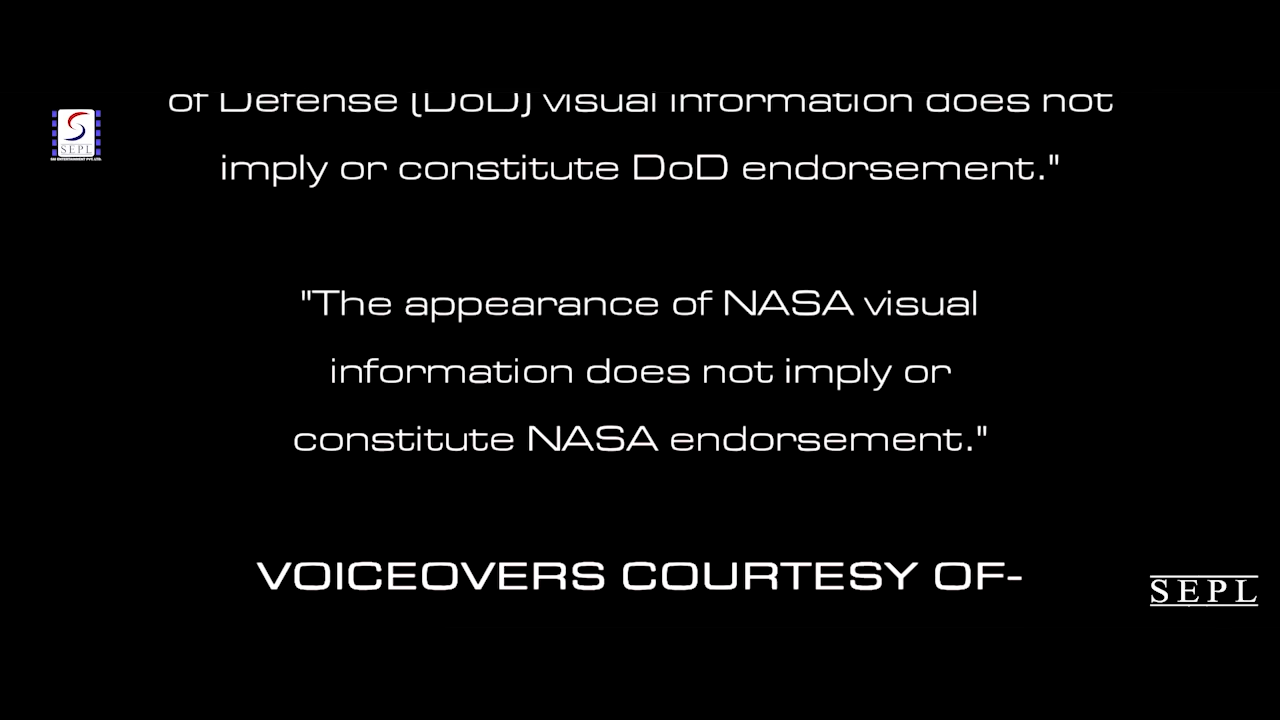 of Defense (DoD) visual information does not
imply or constitute DoD endorsement."
"The appearance of NASA visual
information does not imply or
constitute NASA endorsement."
VOICEOVERS COURTESY OF-
SEPL
SEPL